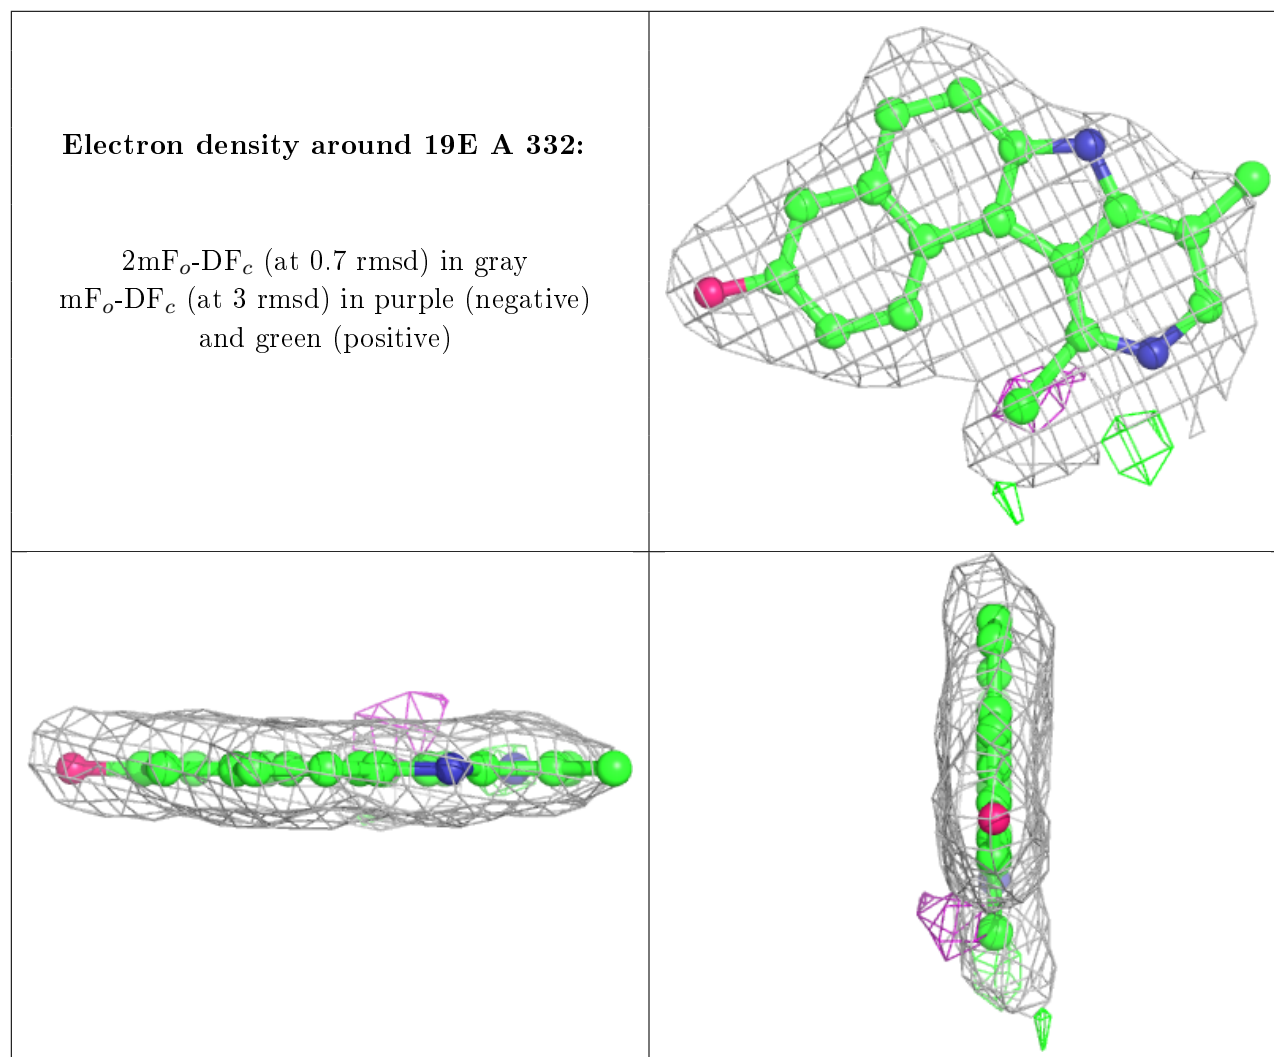 Electron density around 19E A 332:
2mFo-DFc (at 0.7 rmsd) in gray
mFo-DFc (at 3 rmsd) in purple (negative)
and green (positive)